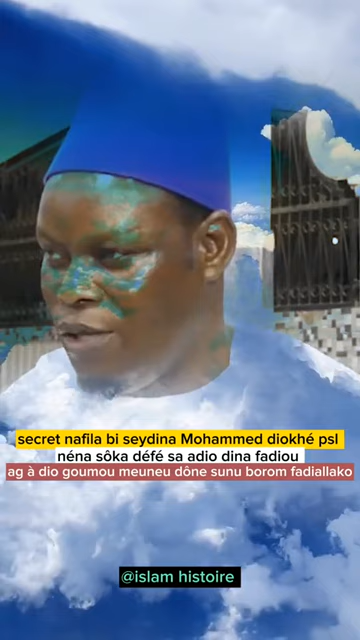 secret nafila bi seydina Mohammed diokhé psl
néna sôka défé sa adio dina fadiou
ag à dio goumou meuneu dône sunu borom fadiallako
@islam histoire